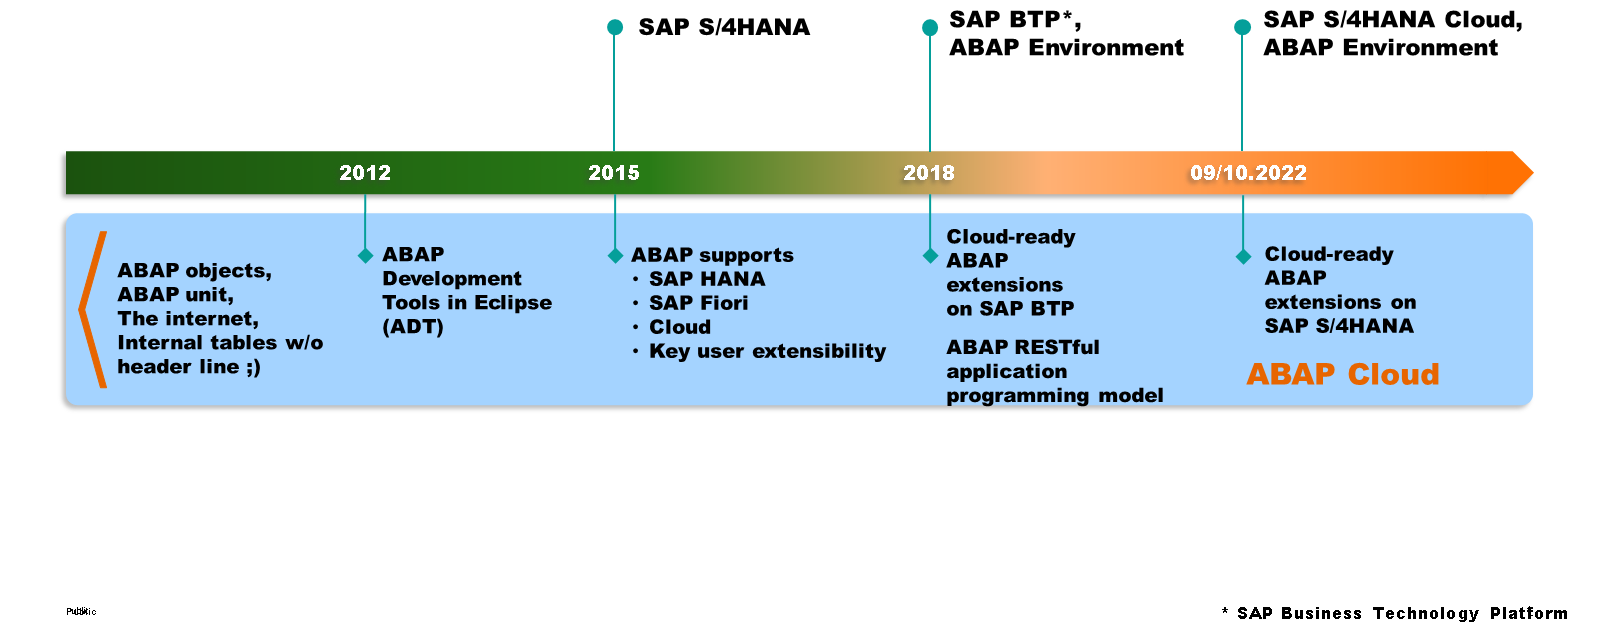 SAP S/4HANA
SAP BTP*,
ABAP Environment
SAP S/4HANA Cloud,
ABAP Environment
2012
2015
2018
09/10.2022
ABAP objects,
ABAP unit,
The internet,
Internal tables w/o
header line ;)
ABAP
Development
Tools in Eclipse
(ADT)
ABAP supports
· SAP HANA
· SAP Fiori
· Cloud
· Key user extensibility
Cloud-ready
ABAP
extensions
on SAP BTP
ABAP RESTful
application
programming model
Cloud-ready
ABAP
extensions on
SAP S/4HANA
ABAP Cloud
Public
* SAP Business Technology Platform